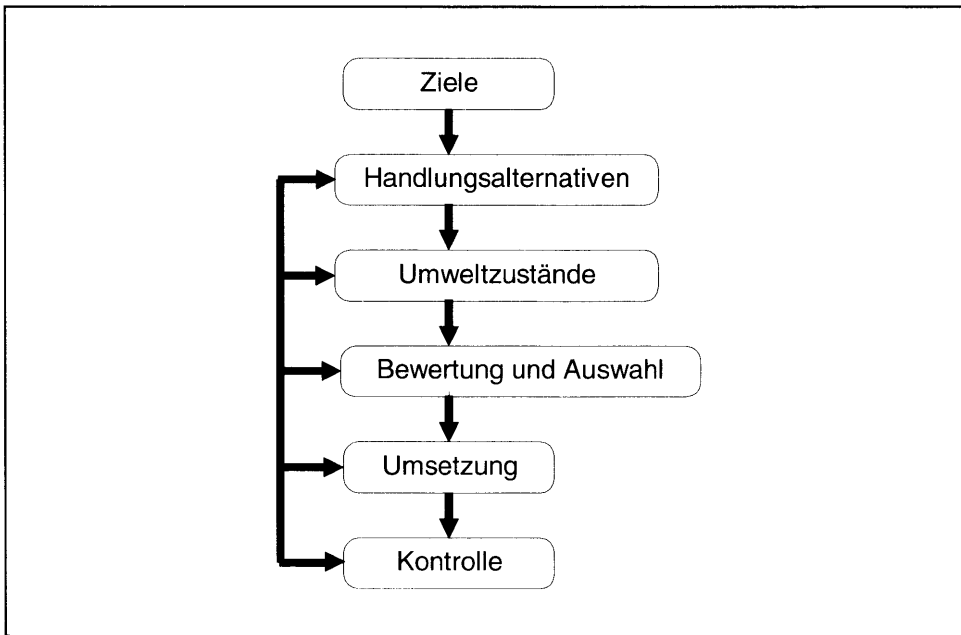 Ziele
Handlungsalternativen
Umweltzustände
Bewertung und Auswahl
Umsetzung
Kontrolle